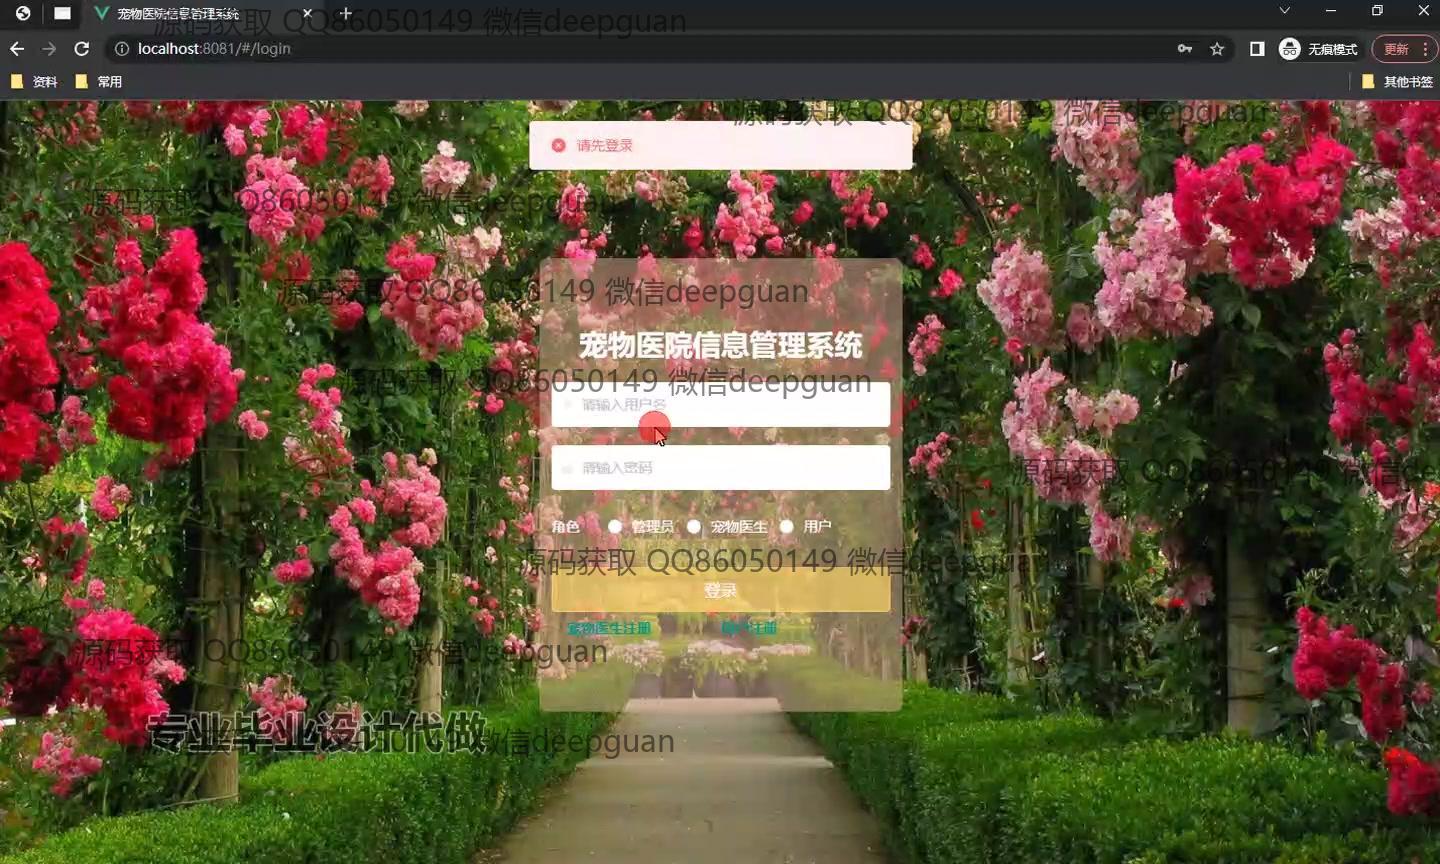 宠物医院信息管理系统
源码获取 QQ86050149 微信deepguan
localhost:8081/#/login
无痕模式
更新
资料
常用
其他书签
源码获取 QQ86050149 微信deepguan
请先登录
源码获取 QQ86050149 微信deepguan
源码获取 QQ86050149 微信deepguan
宠物医院信息管理系统
源码获取 QQ86050149 微信deepguan
请输入用户名
请输入密码
源码获取 QQ86050149 微信de
角色
管理员
宠物医生
用户
源码获取 QQ86050149 微信deepguan
登录
宠物医生注册
用户注册
源码获取 QQ86050149 微信deepguan
专业毕业设计代做
微信deepguan